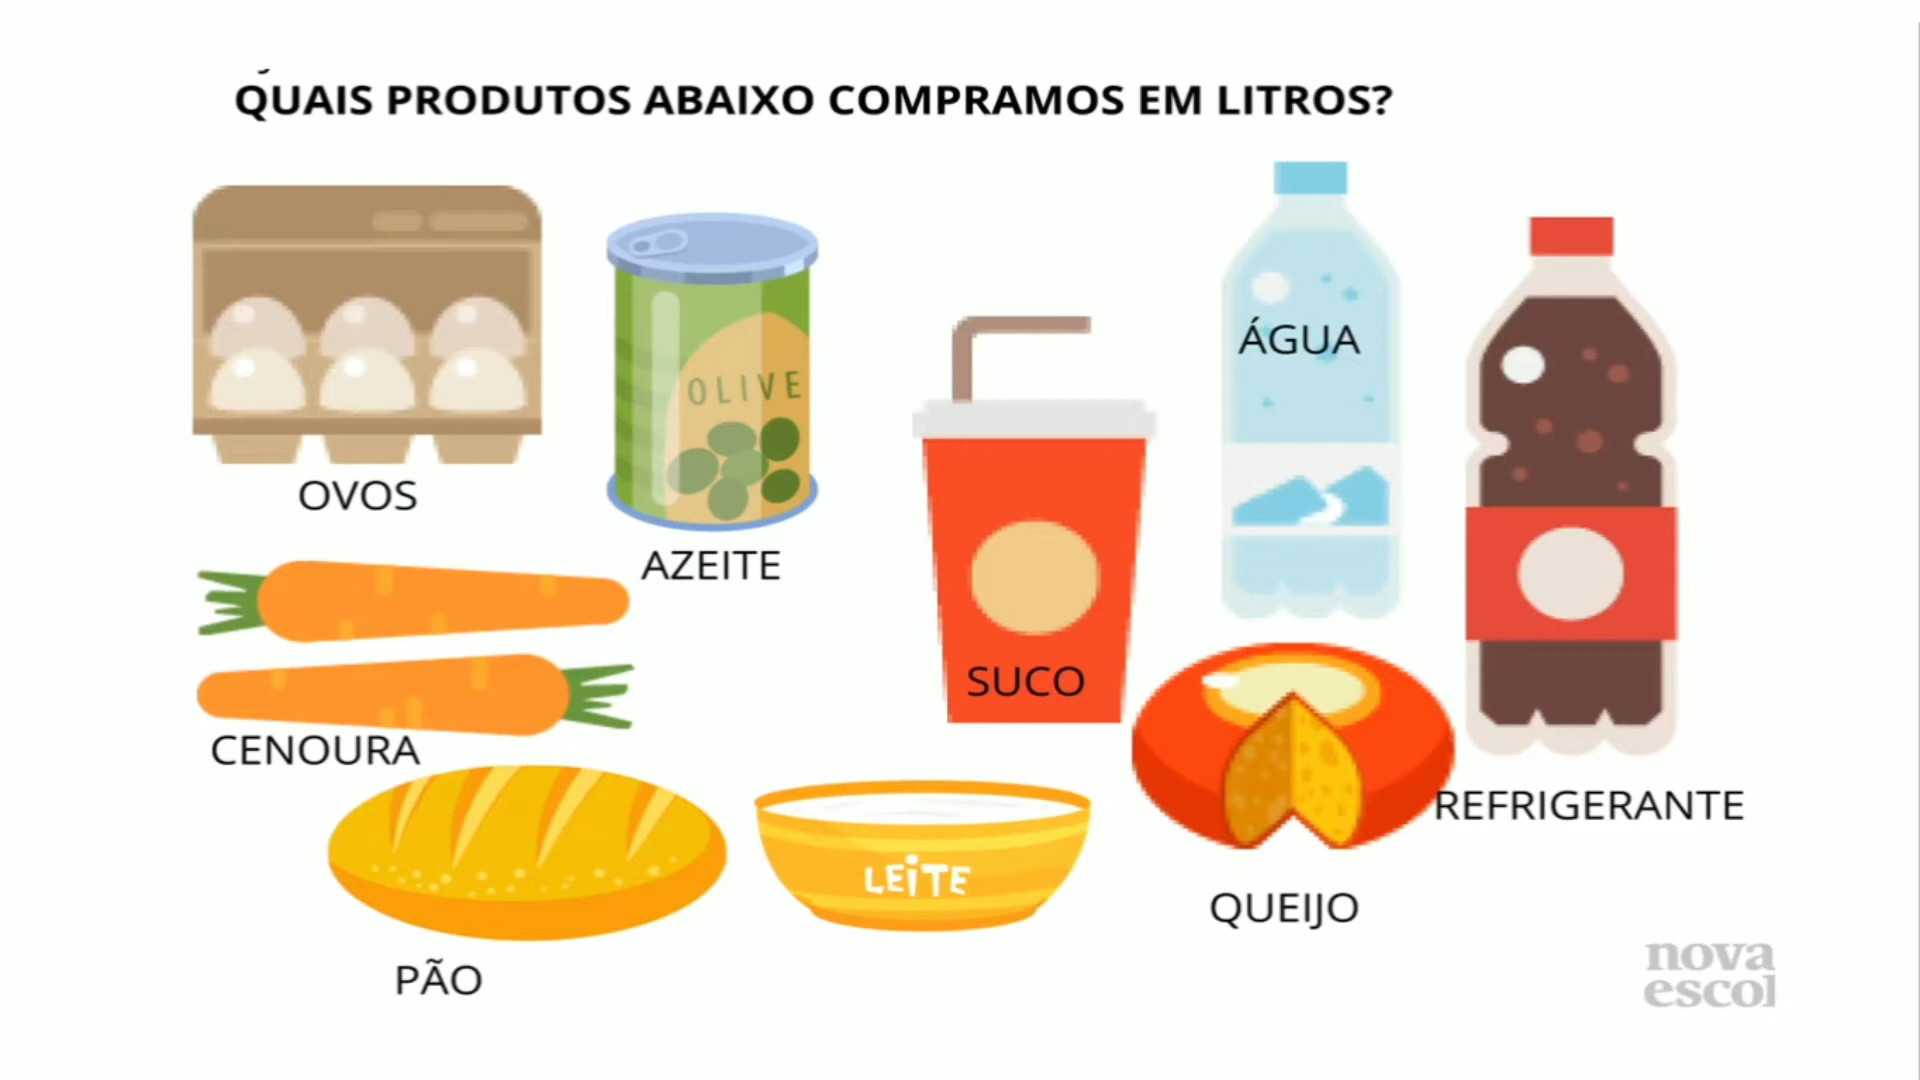 QUAIS PRODUTOS ABAIXO COMPRAMOS EM LITROS?
OLIVE
ÁGUA
OVOS
AZEITE
SUCO
CENOURA
REFRIGERANTE
LEITE
QUEIJO
PÃO
nova
escol